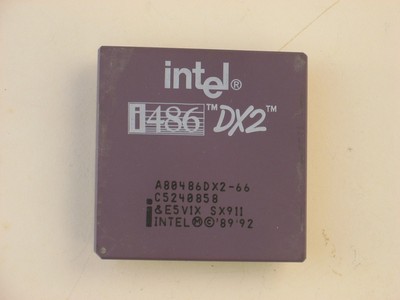 intel®
i486™ DX2™
A80486DX2-66
C5240858
i &E5VIX SX911
INTEL Ⓜ©'89'92